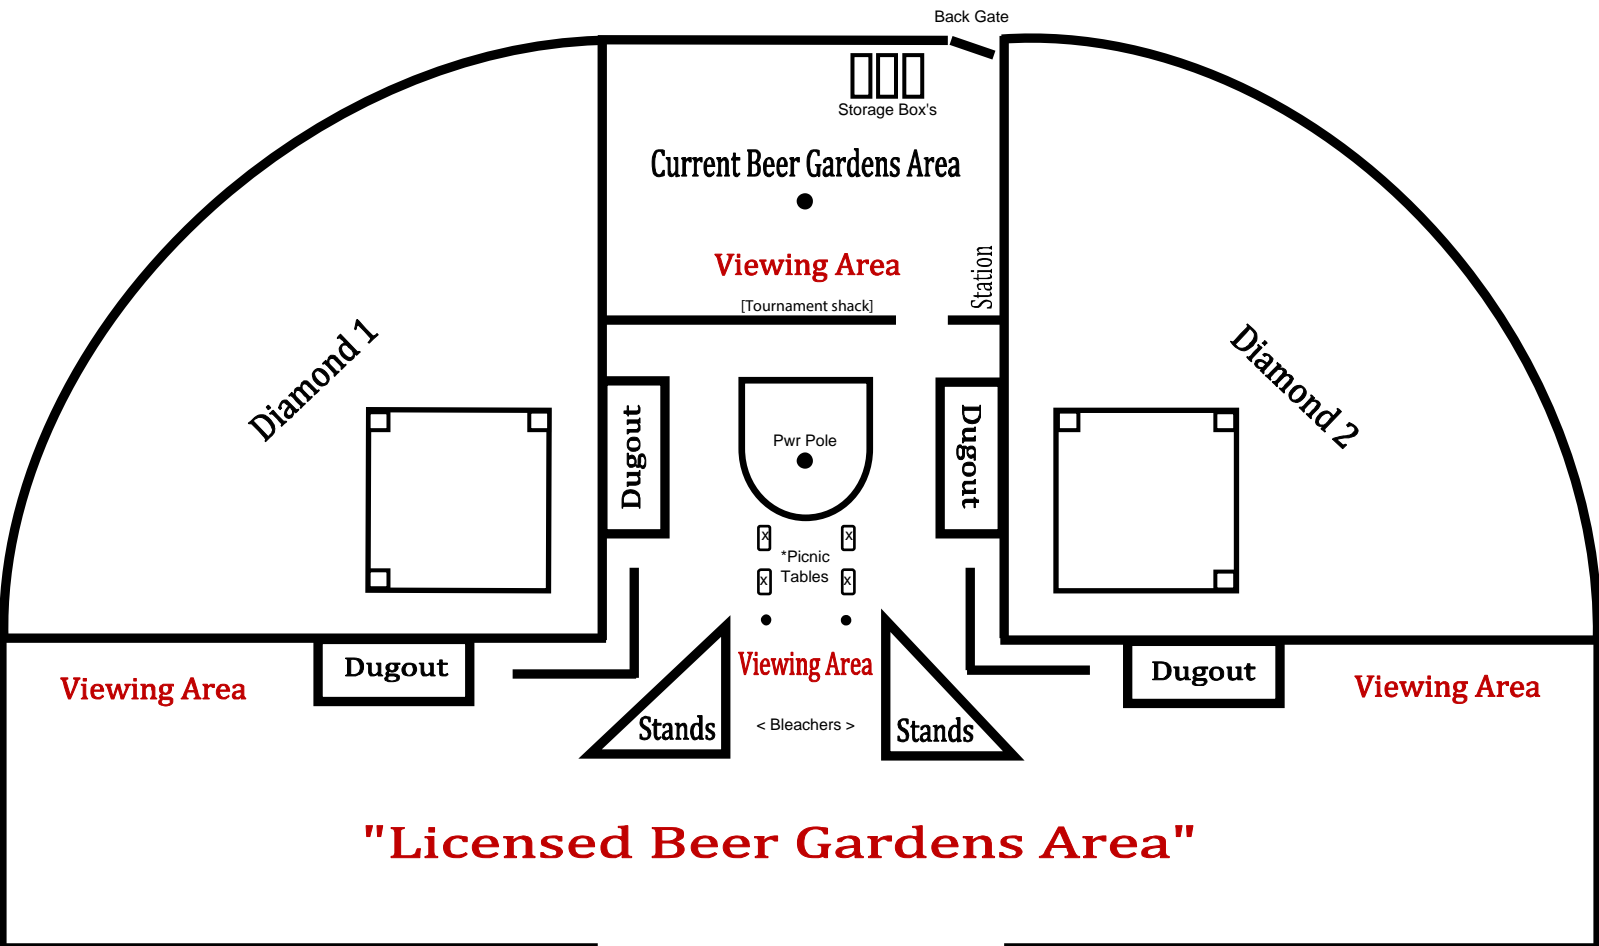 Back Gate
Storage Box's
Current Beer Gardens Area
Viewing Area
Station
[Tournament shack]
Diamond 1
Diamond 2
Dugout
Pwr Pole
Dugout
x
x
*Picnic
Tables
x
x
Viewing Area
Dugout
Viewing Area
Dugout
Viewing Area
Stands
< Bleachers >
Stands
"Licensed Beer Gardens Area"